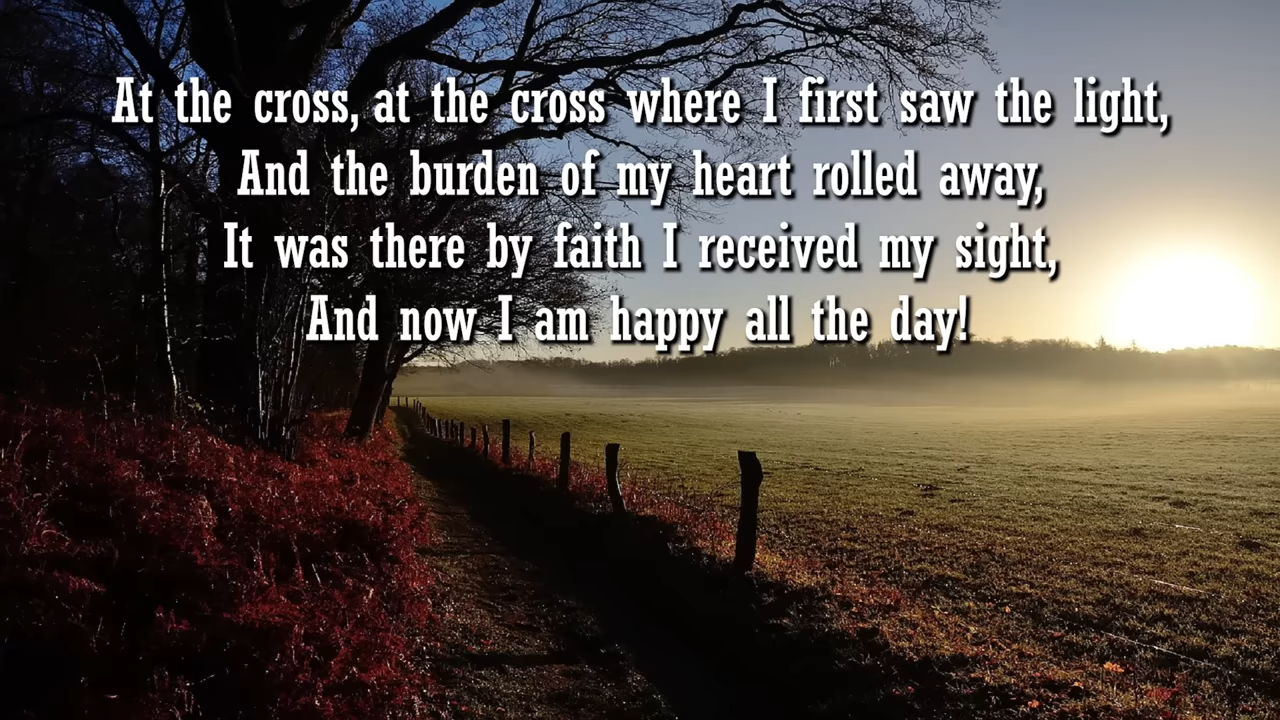 At the cross, at the cross where I first saw the light,
And the burden of my heart rolled away,
It was there by faith I received my sight,
And now I am happy all the day!